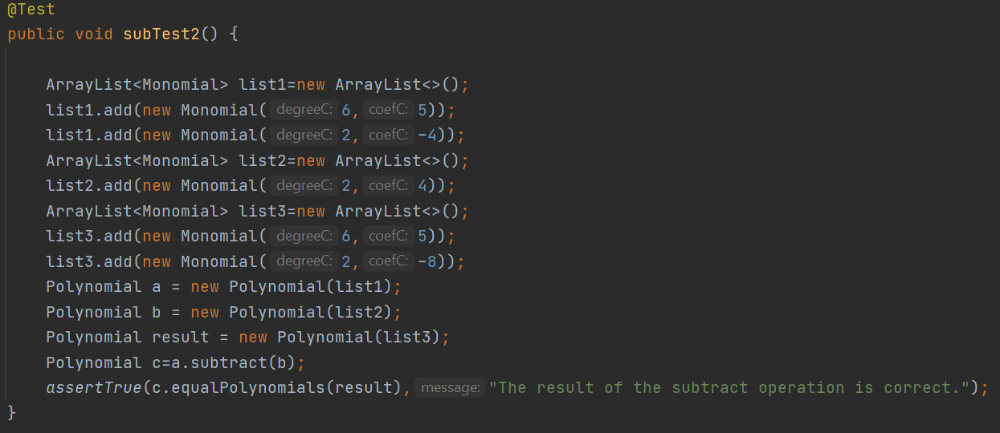 @Test
public void subTest2() {
ArrayList<Monomial> list1=new ArrayList<>();
list1.add(new Monomial( degreeC: 6, coefC: 5));
list1.add(new Monomial( degreeC: 2, coefC: -4));
ArrayList<Monomial> list2=new ArrayList<>();
list2.add(new Monomial( degreeC: 2, coefC: 4));
ArrayList<Monomial> list3=new ArrayList<>();
list3.add(new Monomial( degreeC: 6, coefC: 5));
list3.add(new Monomial( degreeC: 2, coefC: -8));
Polynomial a = new Polynomial(list1);
Polynomial b = new Polynomial(list2);
Polynomial result = new Polynomial(list3);
Polynomial c=a.subtract(b);
assertTrue(c.equalPolynomials(result), message: "The result of the subtract operation is correct.");
}